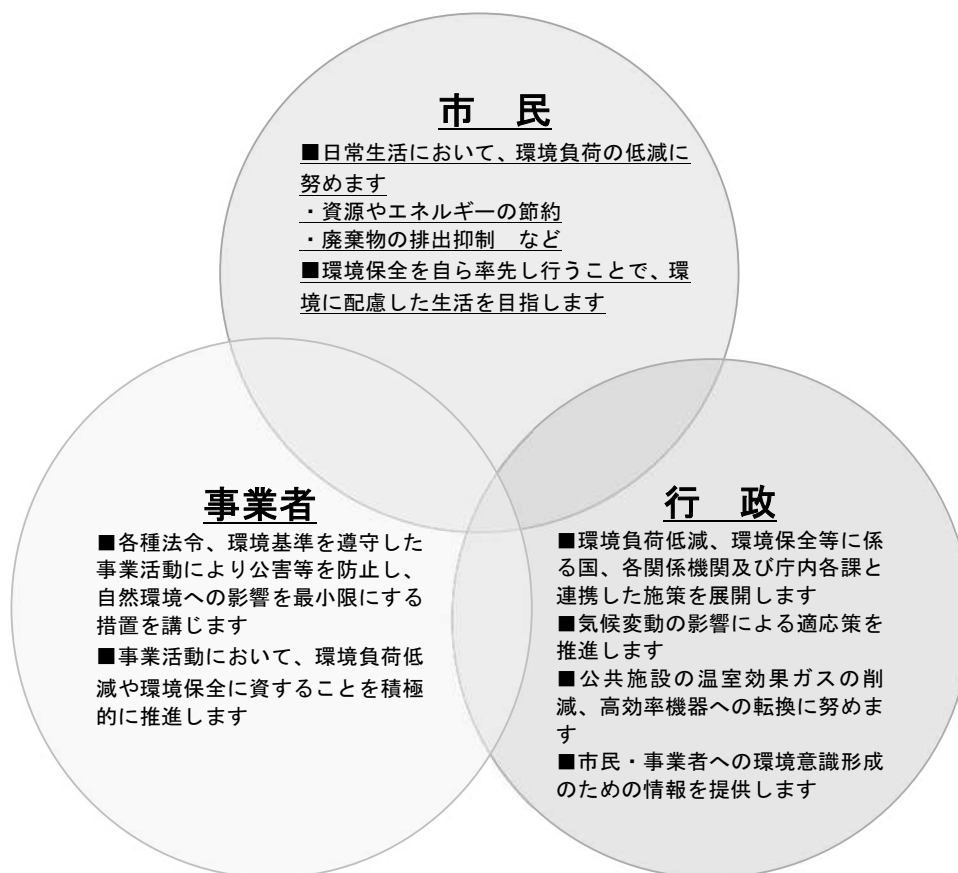 市　民
■日常生活において、環境負荷の低減に
努めます
・資源やエネルギーの節約
・廃棄物の排出抑制　など
■環境保全を自ら率先し行うことで、環
境に配慮した生活を目指します
事業者
■各種法令、環境基準を遵守した
事業活動により公害等を防止し、
自然環境への影響を最小限にする
措置を講じます
■事業活動において、環境負荷低
減や環境保全に資することを積極
的に推進します
行　政
■環境負荷低減、環境保全等に係
る国、各関係機関及び庁内各課と
連携した施策を展開します
■気候変動の影響による適応策を
推進します
■公共施設の温室効果ガスの削
減、高効率機器への転換に努めま
す
■市民・事業者への環境意識形成
のための情報を提供します